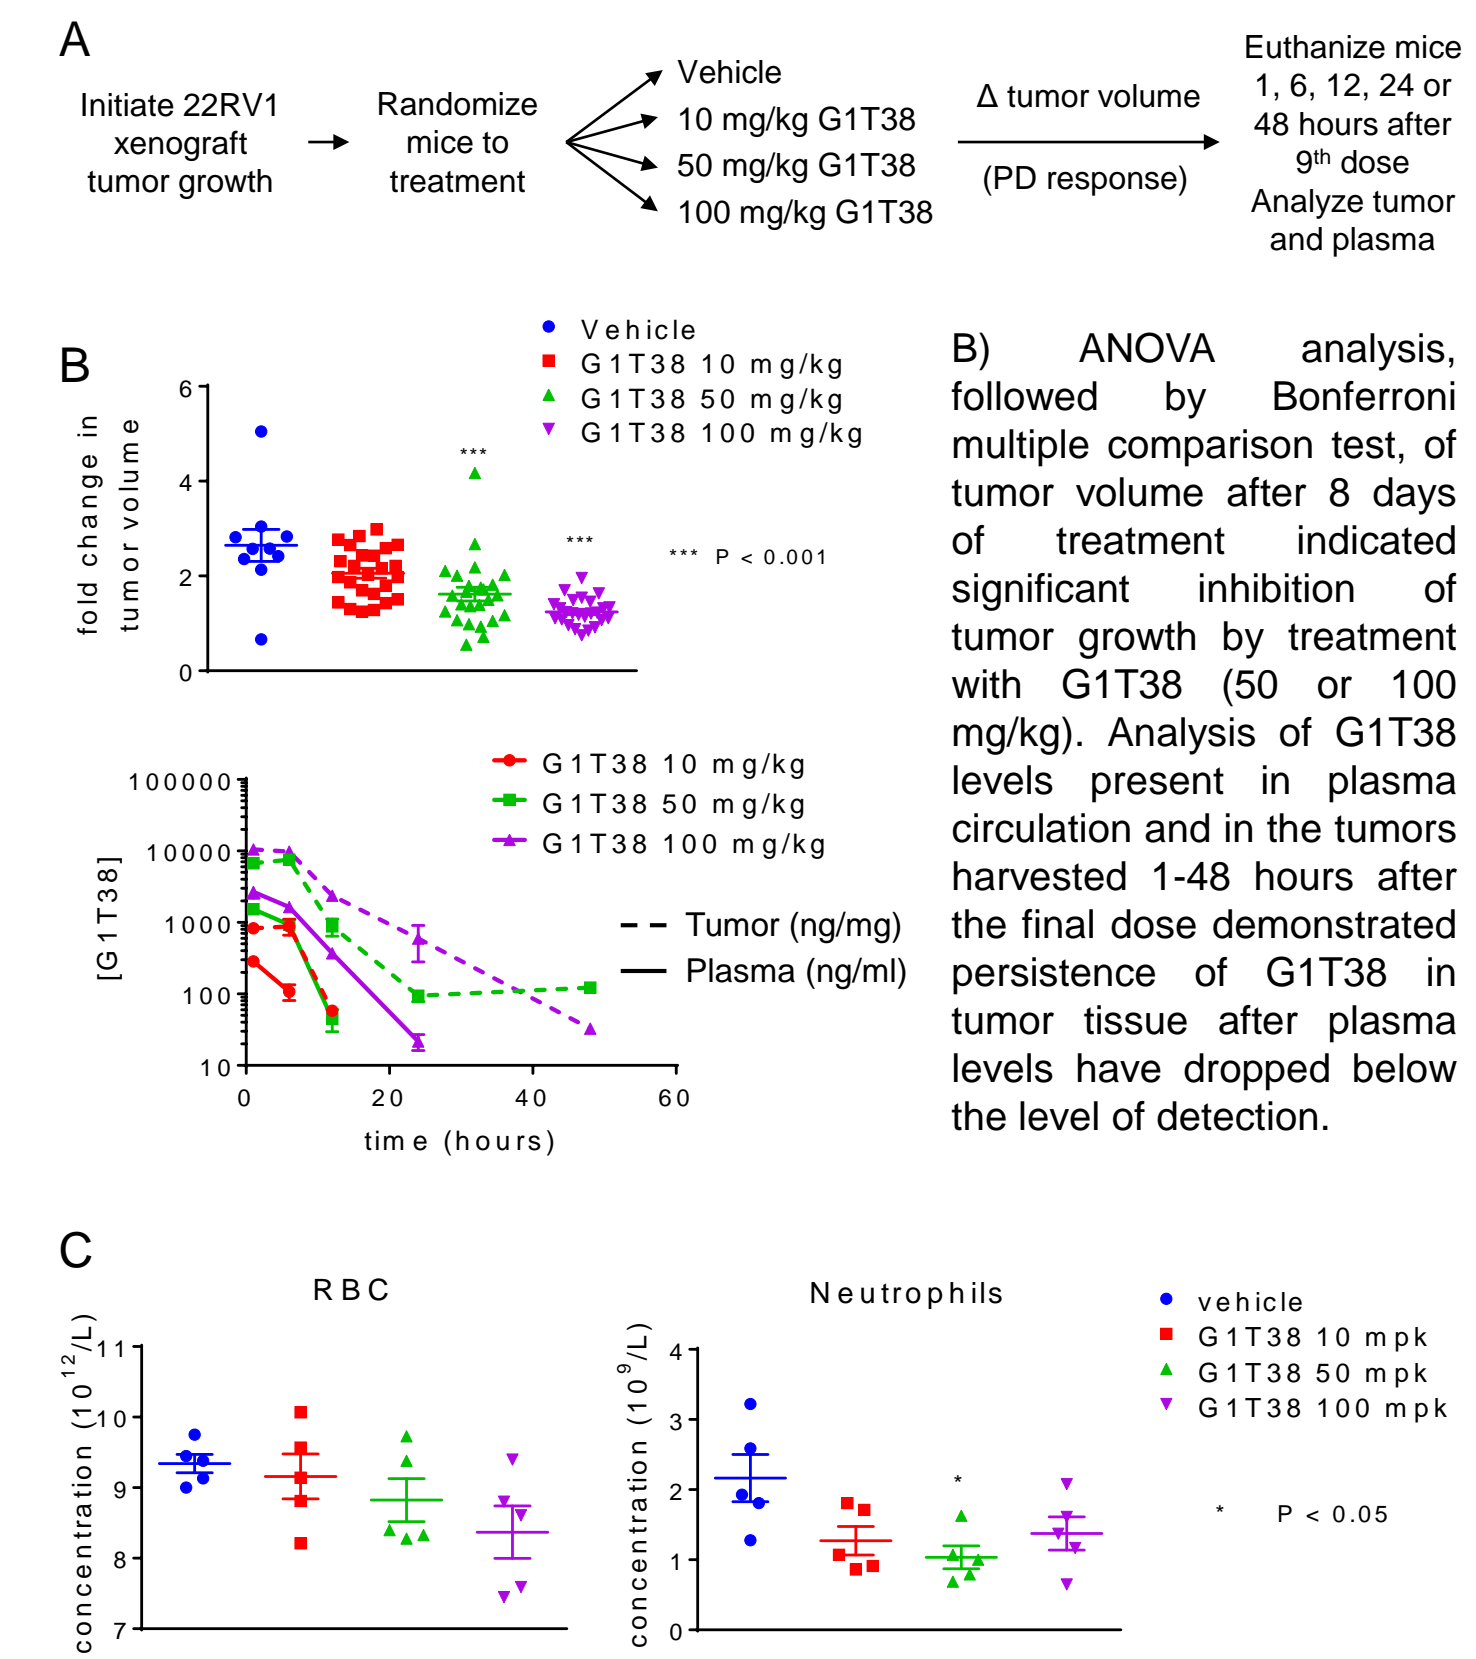 A
Initiate 22RV1
xenograft
tumor growth
Randomize
mice to
treatment
Vehicle
10 mg/kg G1T38
50 mg/kg G1T38
100 mg/kg G1T38
Δ tumor volume
(PD response)
Euthanize mice
1, 6, 12, 24 or
48 hours after
9th dose
Analyze tumor
and plasma
B
Vehicle
G1T38 10 mg/kg
G1T38 50 mg/kg
G1T38 100 mg/kg
fold change in
tumor volume
6
4
2
0
***
***
*** P < 0.001
B) ANOVA analysis,
followed by Bonferroni
multiple comparison test, of
tumor volume after 8 days
of treatment indicated
significant inhibition of
tumor growth by treatment
with G1T38 (50 or 100
mg/kg). Analysis of G1T38
levels present in plasma
circulation and in the tumors
harvested 1-48 hours after
the final dose demonstrated
persistence of G1T38 in
tumor tissue after plasma
levels have dropped below
the level of detection.
G1T38 10 mg/kg
G1T38 50 mg/kg
G1T38 100 mg/kg
[G1T38]
100000
10000
1000
100
10
0 20 40 60
time (hours)
Tumor (ng/mg)
Plasma (ng/ml)
C
RBC
concentration (10^12/L)
11
10
9
8
7
Neutrophils
concentration (10^9/L)
4
3
2
1
0
*
vehicle
G1T38 10 mpk
G1T38 50 mpk
G1T38 100 mpk
* P < 0.05